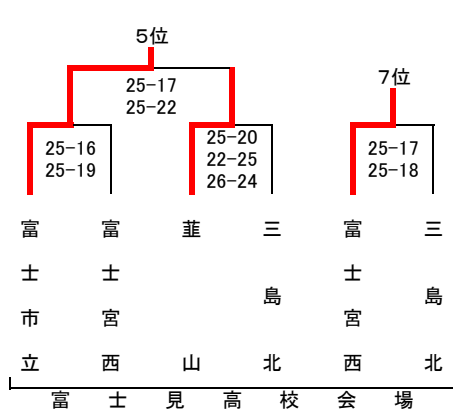 5位
25-17
25-22
7位
25-16
25-19
25-20
22-25
26-24
25-17
25-18
富士市立
富士宮西
韮山
三島北
富士宮西
三島北
富士見高校会場